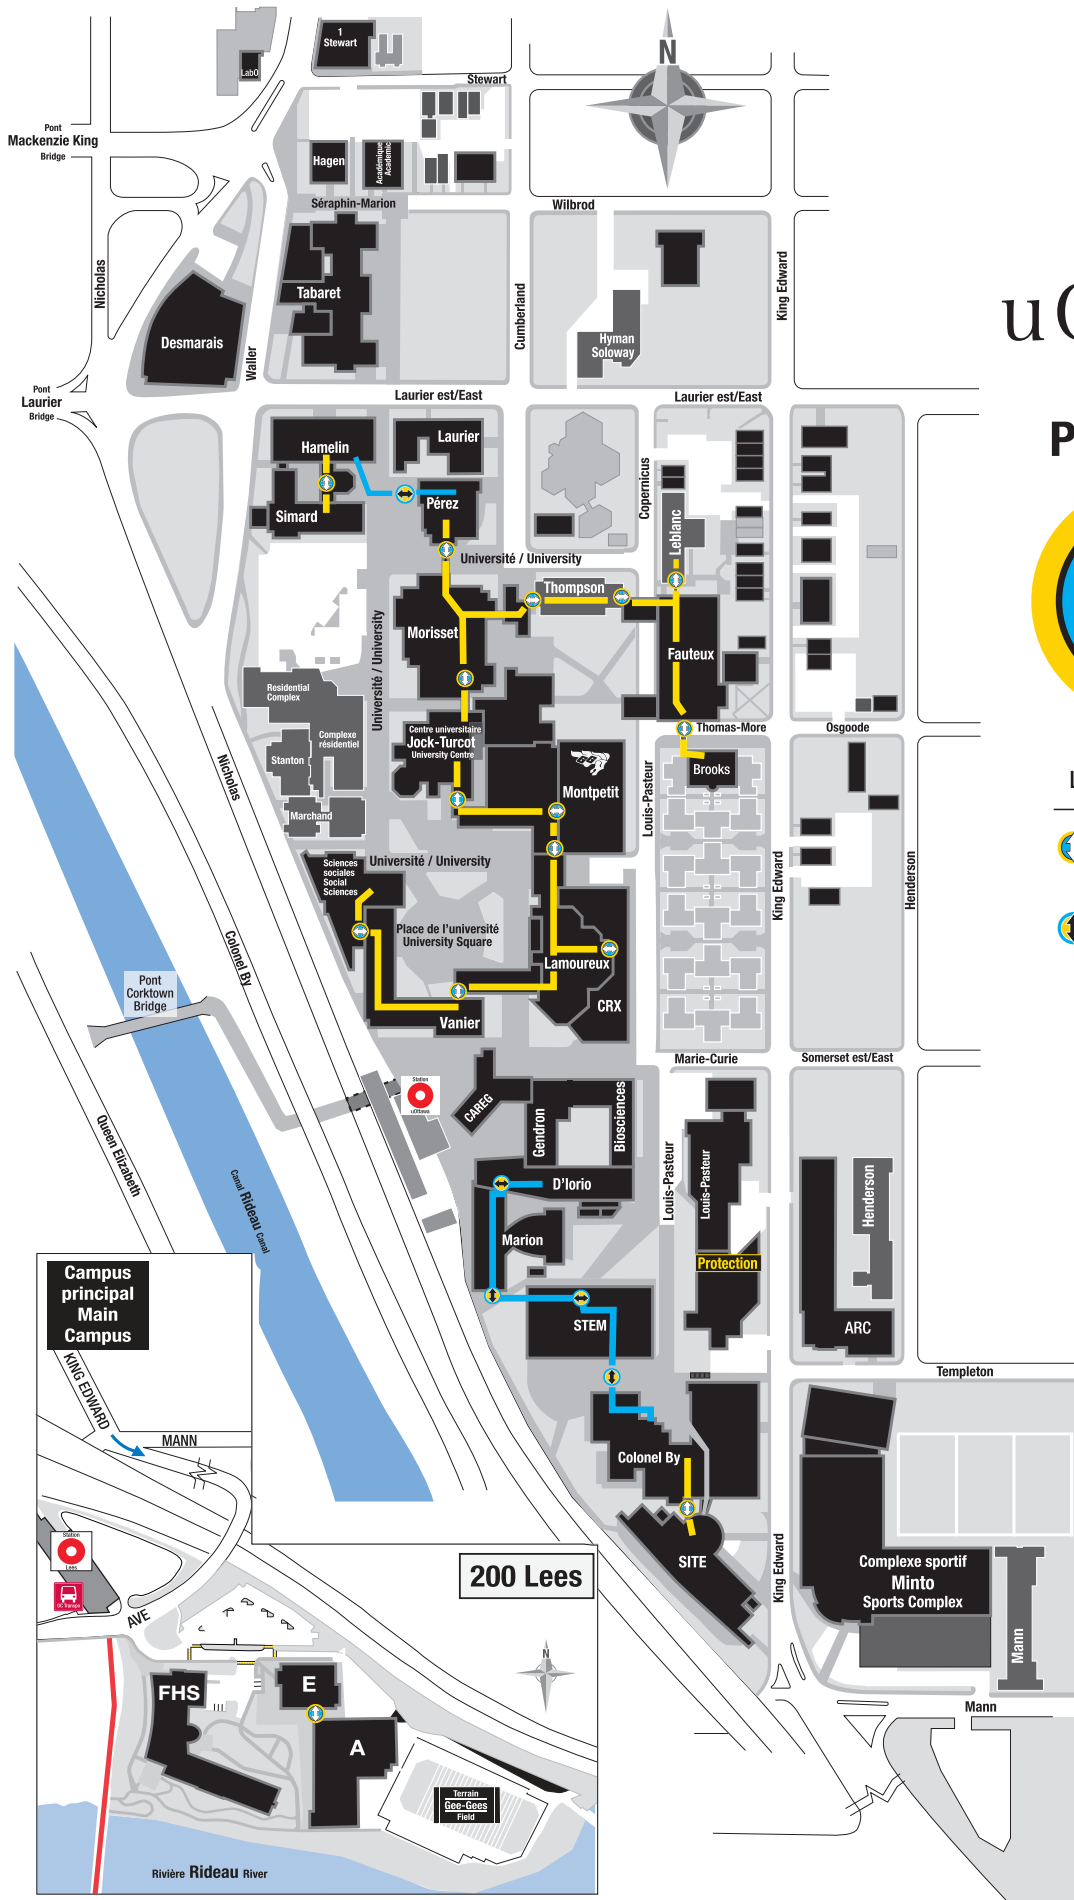 1
Stewart
LabO
N
Stewart
Pont
Mackenzie King
Bridge
Hagen
Académique
Academic
Séraphin-Marion
Wilbrod
Nicholas
Tabaret
Desmarais
Waller
Cumberland
Hyman
Soloway
King Edward
uO
Pont
Laurier
Bridge
Laurier est/East
Laurier est/East
P
Hamelin
Laurier
Pérez
Simard
Copernicus
Leblanc
Université / University
Thompson
Université / University
Morisset
Fauteux
Residential
Complex
Complexe
résidentiel
Stanton
Marchand
Centre universitaire
Jock-Turcot
University Centre
Montpetit
Thomas-More
Osgoode
Brooks
Louis-Pasteur
L
Nicholas
Université / University
Sciences
sociales
Social
Sciences
Place de l'université
University Square
King Edward
Henderson
Colonel By
Lamoureux
CRX
Vanier
Pont
Corktown
Bridge
Marie-Curie
Somerset est/East
Station
uOttawa
CAREG
Gendron
Biosciences
Queen Elizabeth
Canal Rideau Canal
D'Iorio
Louis-Pasteur
Louis-Pasteur
Henderson
Marion
Protection
STEM
ARC
Templeton
Campus
principal
Main
Campus
KING EDWARD
MANN
Colonel By
SITE
King Edward
Complexe sportif
Minto
Sports Complex
Mann
Mann
Station
Lees
OC Transpo
AVE
200 Lees
N
FHS
E
A
Terrain
Gee-Gees
Field
Rivière Rideau River